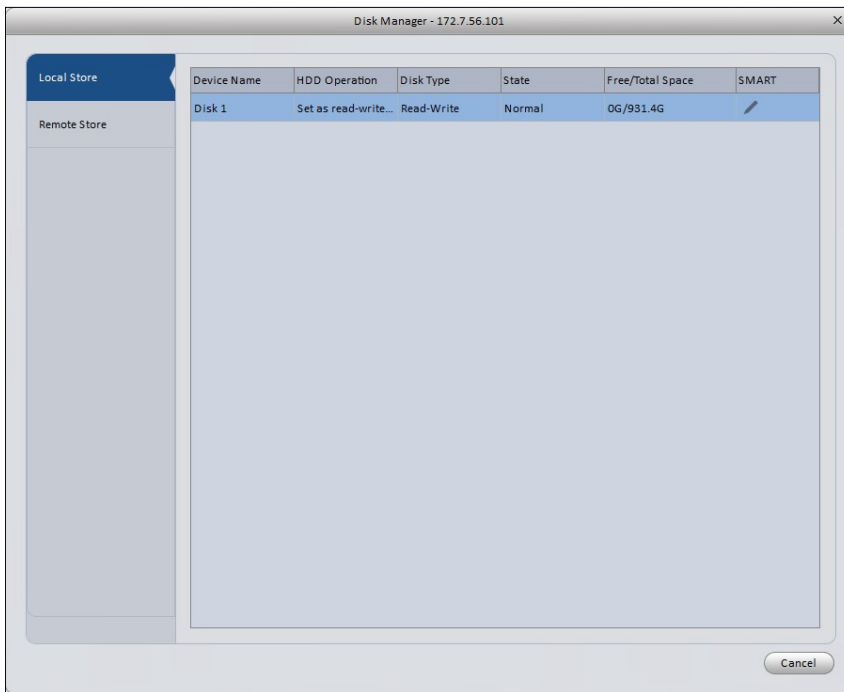 Disk Manager - 172.7.56.101
Local Store
Remote Store
Device Name HDD Operation Disk Type State Free/Total Space SMART
Disk 1 Set as read-write... Read-Write Normal 0G/931.4G
Cancel